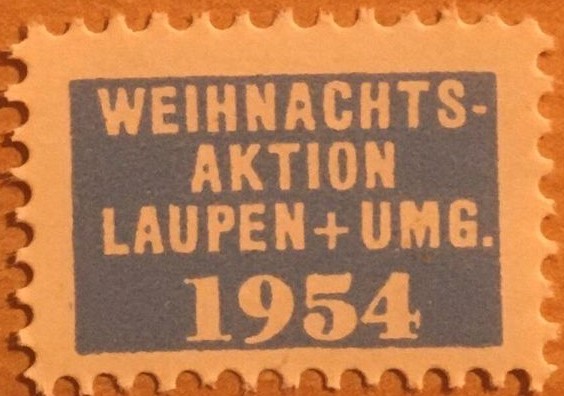 WEIHNACHTS-
AKTION
LAUPEN+UMG.
1954